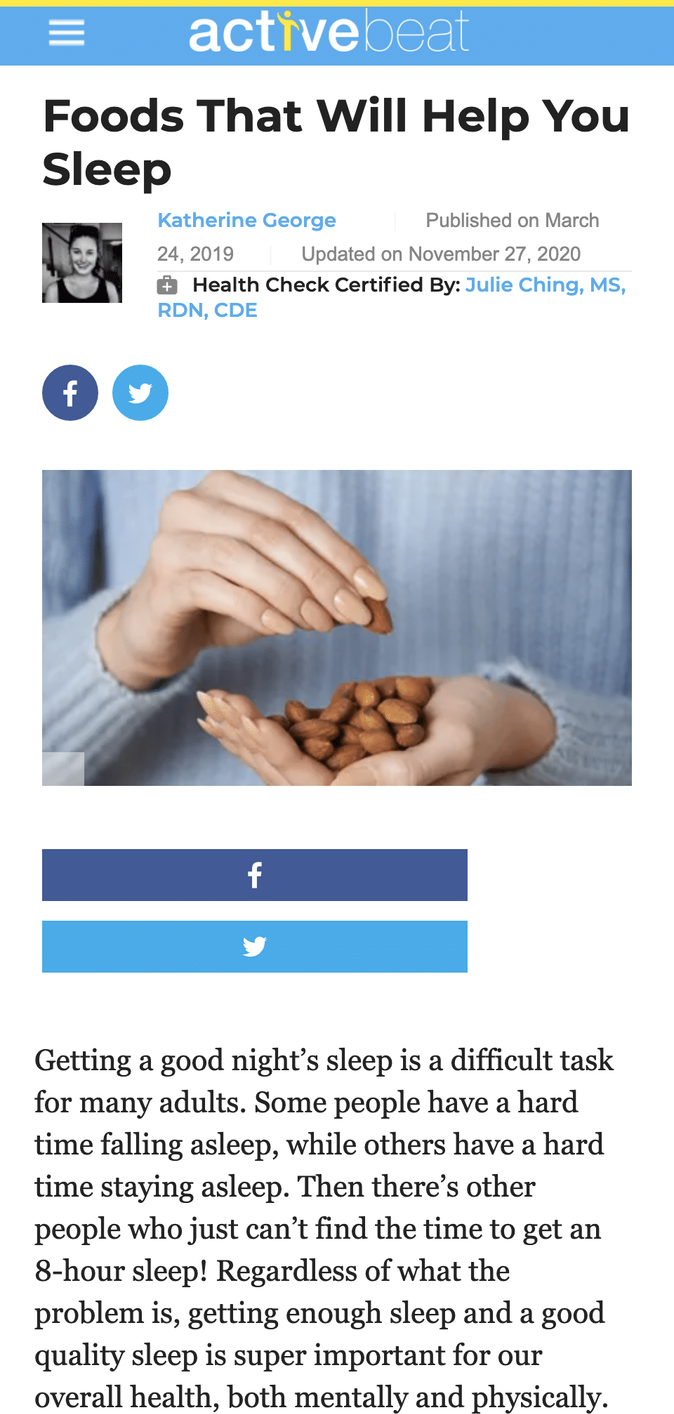 activebeat
Foods That Will Help You
Sleep
Katherine George
Published on March
24, 2019
Updated on November 27, 2020
Health Check Certified By: Julie Ching, MS,
RDN, CDE
Getting a good night’s sleep is a difficult task
for many adults. Some people have a hard
time falling asleep, while others have a hard
time staying asleep. Then there’s other
people who just can’t find the time to get an
8-hour sleep! Regardless of what the
problem is, getting enough sleep and a good
quality sleep is super important for our
overall health, both mentally and physically.